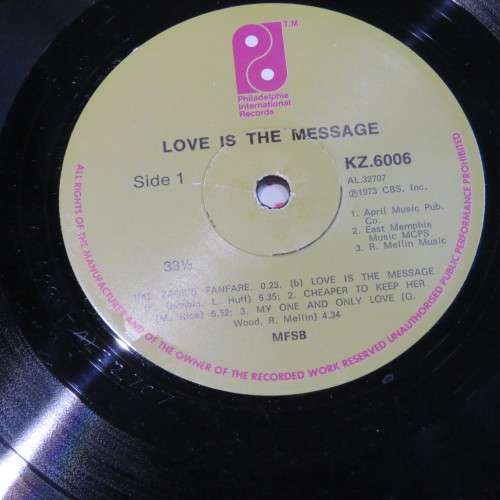 T.M
Philadelphia
International
Records
LOVE IS THE MESSAGE
Side 1
KZ.6006
AL.32707
℗1973 CBS. Inc.
1. April Music Pub.
Co.
2. East Memphis
Music MCPS
3. R. Mellin Music
33⅓
FANFARE. 0.23. (b) LOVE IS THE MESSAGE
L. Huff) 6.35: 2. CHEAPER TO KEEP HER
(M. Rice) 6.52: 3. MY ONE AND ONLY LOVE (G.
Wood, R. Mellin) 4.34
MFSB
ALL RIGHTS OF THE MANUFACTURER AND OF THE OWNER OF THE RECORDED WORK RESERVED UNAUTHORISED PUBLIC PERFORMANCE PROHIBITED